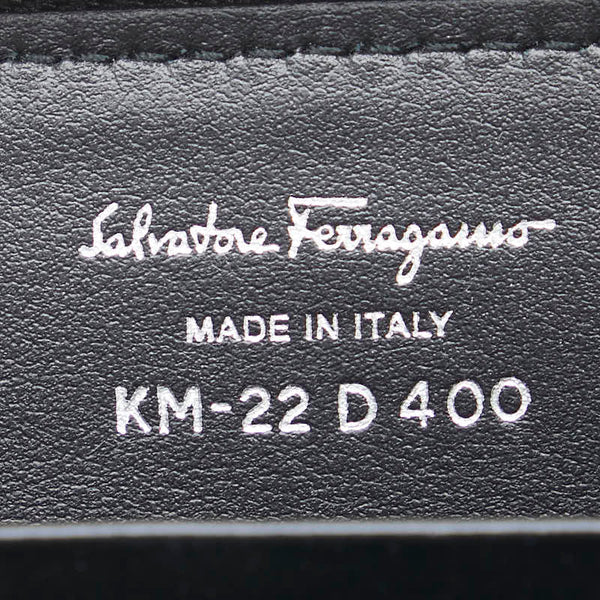 Salvatore Ferragamo
MADE IN ITALY
KM-22 D 400